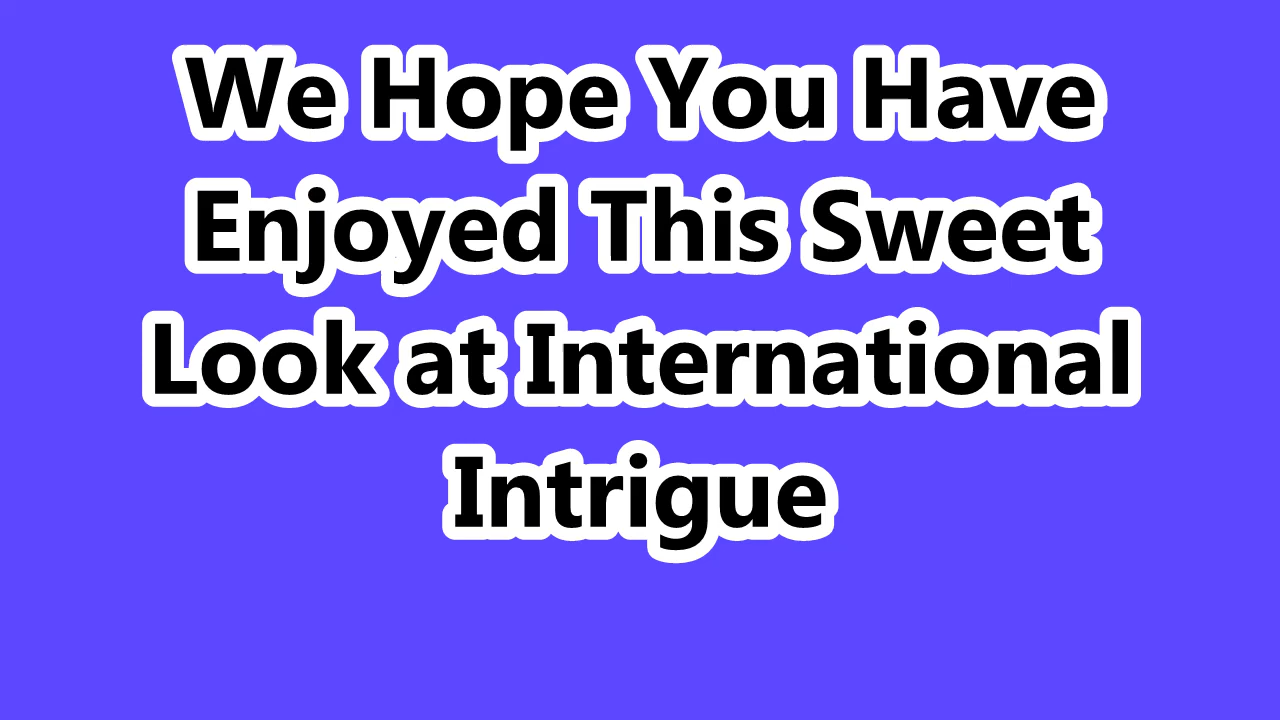 We Hope You Have
Enjoyed This Sweet
Look at International
Intrigue